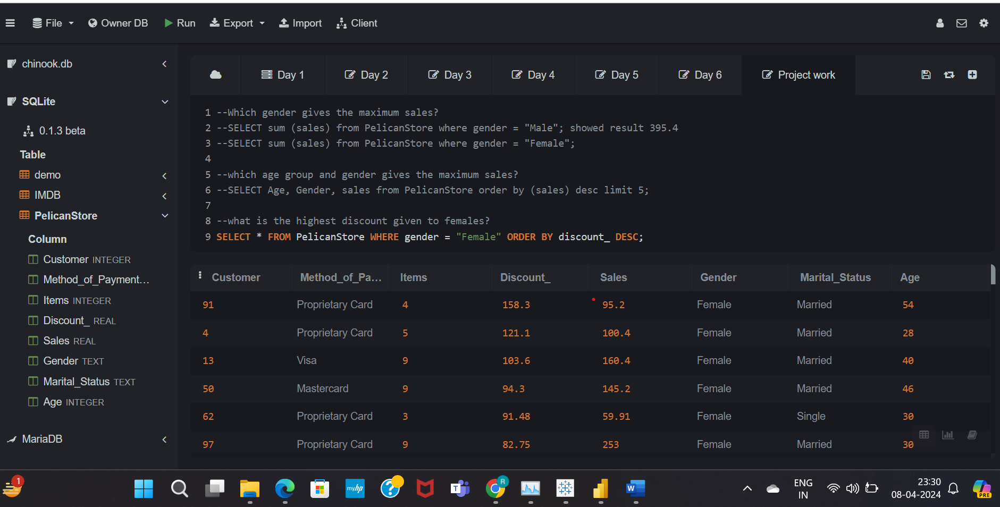 File
Owner DB
Run
Export
Import
Client
chinook.db
SQLite
0.1.3 beta
Table
demo
IMDB
PelicanStore
Column
Customer INTEGER
Method_of_Payment...
Items INTEGER
Discount_ REAL
Sales REAL
Gender TEXT
Marital_Status TEXT
Age INTEGER
MariaDB
Day 1
Day 2
Day 3
Day 4
Day 5
Day 6
Project work
1 --Which gender gives the maximum sales?
2 --SELECT sum (sales) from PelicanStore where gender = "Male"; showed result 395.4
3 --SELECT sum (sales) from PelicanStore where gender = "Female";
4
5 --which age group and gender gives the maximum sales?
6 --SELECT Age, Gender, sales from PelicanStore order by (sales) desc limit 5;
7
8 --what is the highest discount given to females?
9 SELECT * FROM PelicanStore WHERE gender = "Female" ORDER BY discount_ DESC;
Customer Method_of_Pa... Items Discount_ Sales Gender Marital_Status Age
91 Proprietary Card 4 158.3 95.2 Female Married 54
4 Proprietary Card 5 121.1 100.4 Female Married 28
13 Visa 9 103.6 160.4 Female Married 40
50 Mastercard 9 94.3 145.2 Female Married 46
62 Proprietary Card 3 91.48 59.91 Female Single 30
97 Proprietary Card 9 82.75 253 Female Married 30
1
myhp
?
T
R
W
ENG
IN
23:30
08-04-2024
PRE